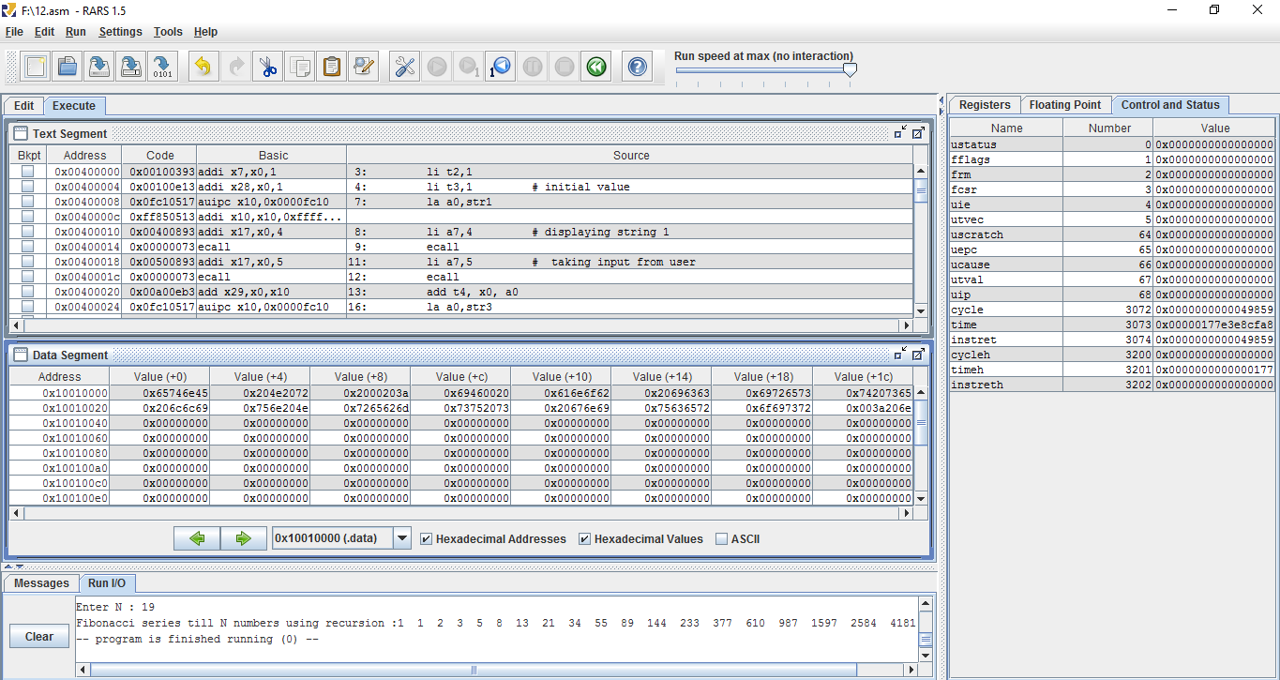 F:\12.asm - RARS 1.5
File Edit Run Settings Tools Help
Run speed at max (no interaction)
Edit Execute
Text Segment
Bkpt Address Code Basic Source
0x00400000 0x00100393 addi x7,x0,1 3: li t2,1
0x00400004 0x00100e13 addi x28,x0,1 4: li t3,1 # initial value
0x00400008 0x0fc10517 auipc x10,0x0000fc10 7: la a0,str1
0x0040000c 0xff850513 addi x10,x10,0xffff...
0x00400010 0x00400893 addi x17,x0,4 8: li a7,4 # displaying string 1
0x00400014 0x00000073 ecall 9: ecall
0x00400018 0x00500893 addi x17,x0,5 11: li a7,5 # taking input from user
0x0040001c 0x00000073 ecall 12: ecall
0x00400020 0x00a00eb3 add x29,x0,x10 13: add t4, x0, a0
0x00400024 0x0fc10517 auipc x10,0x0000fc10 16: la a0,str3
Data Segment
Address Value (+0) Value (+4) Value (+8) Value (+c) Value (+10) Value (+14) Value (+18) Value (+1c)
0x10010000 0x65746e45 0x204e2072 0x2000203a 0x69460020 0x616e6f62 0x20696363 0x69726573 0x74207365
0x10010020 0x206c6c69 0x756e204e 0x7265626d 0x73752073 0x20676e69 0x75636572 0x6f697372 0x003a206e
0x10010040 0x00000000 0x00000000 0x00000000 0x00000000 0x00000000 0x00000000 0x00000000 0x00000000
0x10010060 0x00000000 0x00000000 0x00000000 0x00000000 0x00000000 0x00000000 0x00000000 0x00000000
0x10010080 0x00000000 0x00000000 0x00000000 0x00000000 0x00000000 0x00000000 0x00000000 0x00000000
0x100100a0 0x00000000 0x00000000 0x00000000 0x00000000 0x00000000 0x00000000 0x00000000 0x00000000
0x100100c0 0x00000000 0x00000000 0x00000000 0x00000000 0x00000000 0x00000000 0x00000000 0x00000000
0x100100e0 0x00000000 0x00000000 0x00000000 0x00000000 0x00000000 0x00000000 0x00000000 0x00000000
0x10010000 (.data) Hexadecimal Addresses Hexadecimal Values ASCII
Messages Run I/O
Clear
Enter N : 19
Fibonacci series till N numbers using recursion :1 1 2 3 5 8 13 21 34 55 89 144 233 377 610 987 1597 2584 4181
-- program is finished running (0) --
Registers Floating Point Control and Status
Name Number Value
ustatus 0 0x0000000000000000
fflags 1 0x0000000000000000
frm 2 0x0000000000000000
fcsr 3 0x0000000000000000
uie 4 0x0000000000000000
utvec 5 0x0000000000000000
uscratch 64 0x0000000000000000
uepc 65 0x0000000000000000
ucause 66 0x0000000000000000
utval 67 0x0000000000000000
uip 68 0x0000000000000000
cycle 3072 0x0000000000049859
time 3073 0x00000177e3e8cfa8
instret 3074 0x0000000000049859
cycleh 3200 0x0000000000000000
timeh 3201 0x0000000000000177
instreth 3202 0x0000000000000000